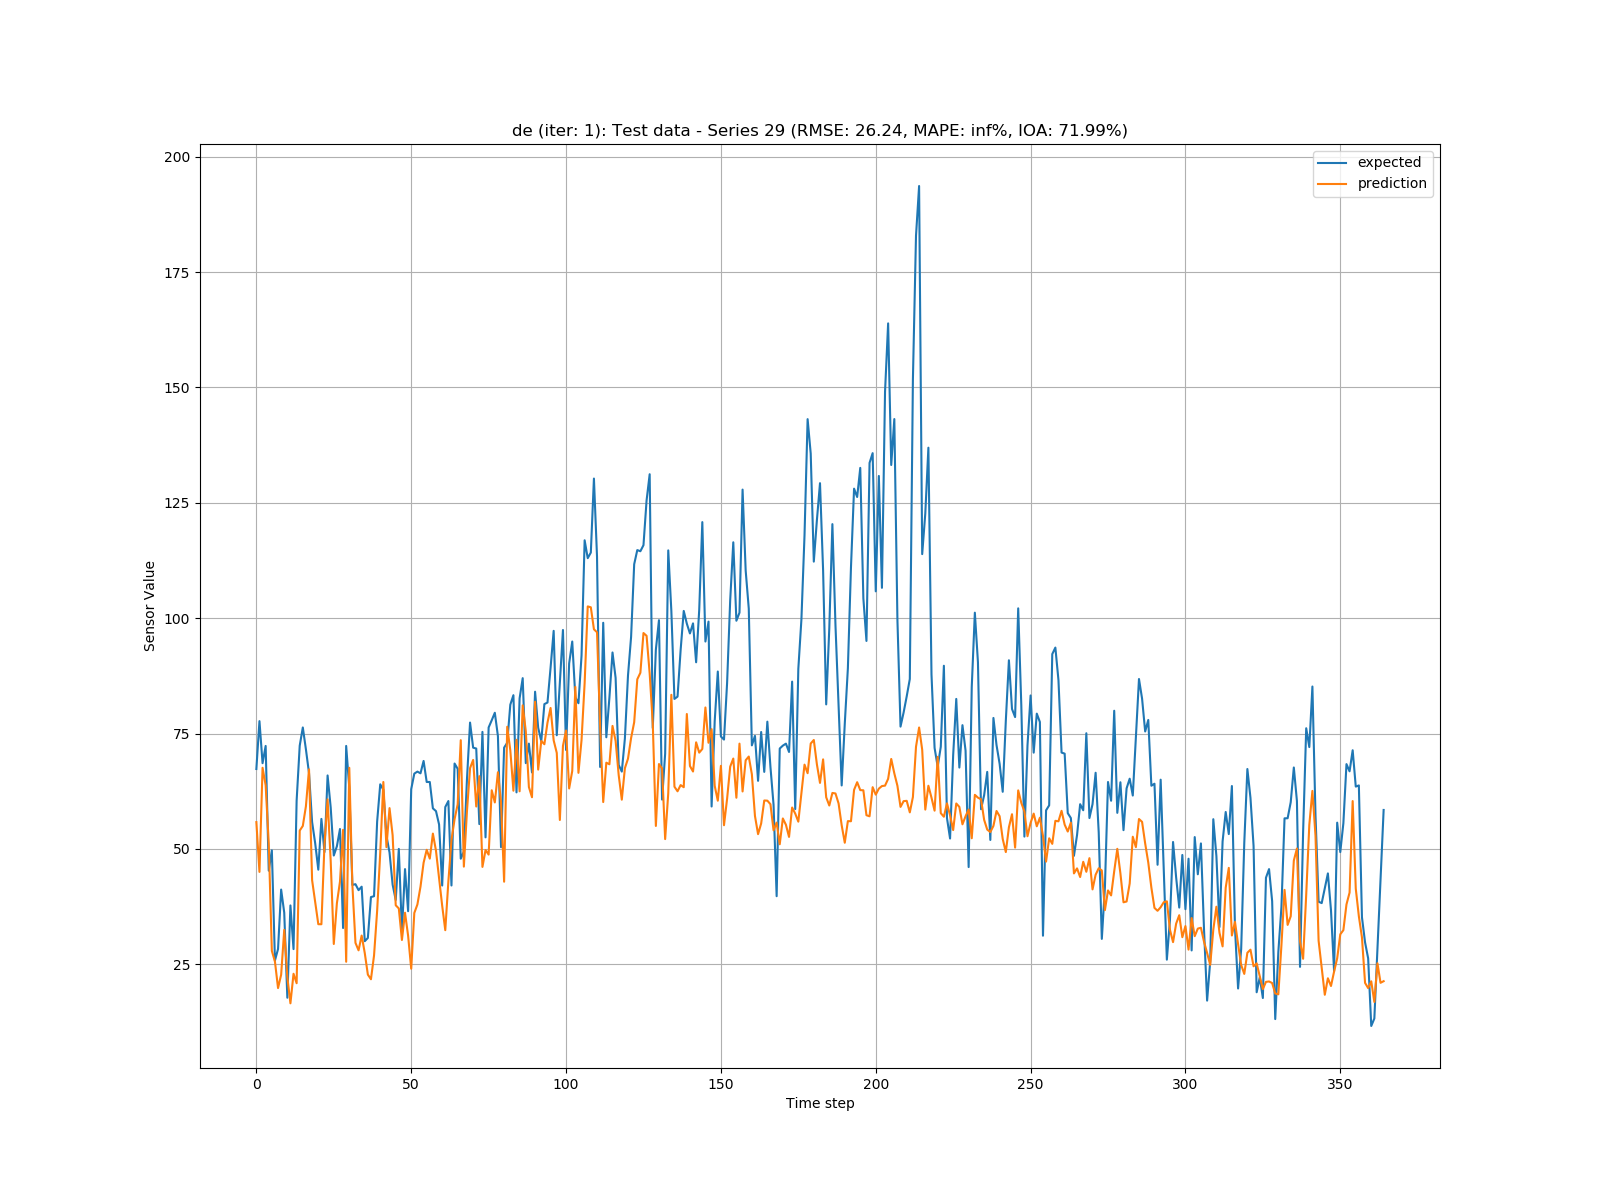 de (iter: 1): Test data - Series 29 (RMSE: 26.24, MAPE: inf%, IOA: 71.99%)
expected
prediction
200
175
150
125
100
75
50
25
Sensor Value
0 50 100 150 200 250 300 350
Time step